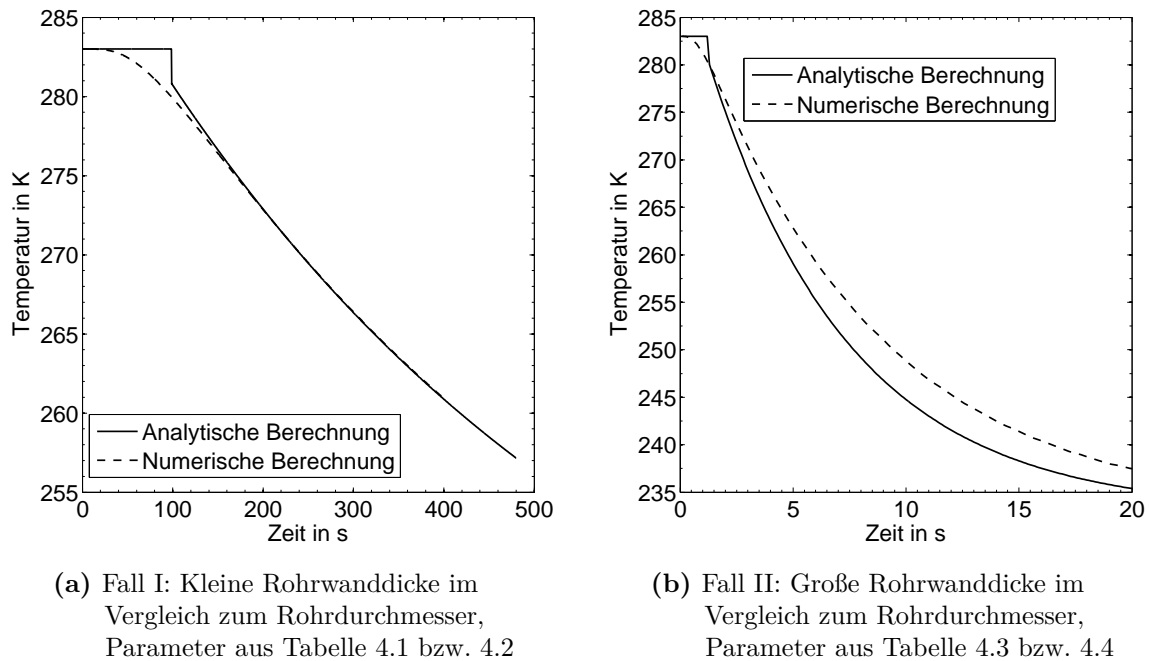 285
280
275
270
265
260
255
0
100
200
300
400
500
Temperatur in K
Zeit in s
Analytische Berechnung
Numerische Berechnung
(a) Fall I: Kleine Rohrwanddicke im
Vergleich zum Rohrdurchmesser,
Parameter aus Tabelle 4.1 bzw. 4.2
285
280
275
270
265
260
255
250
245
240
235
0
5
10
15
20
Temperatur in K
Zeit in s
Analytische Berechnung
Numerische Berechnung
(b) Fall II: Große Rohrwanddicke im
Vergleich zum Rohrdurchmesser,
Parameter aus Tabelle 4.3 bzw. 4.4